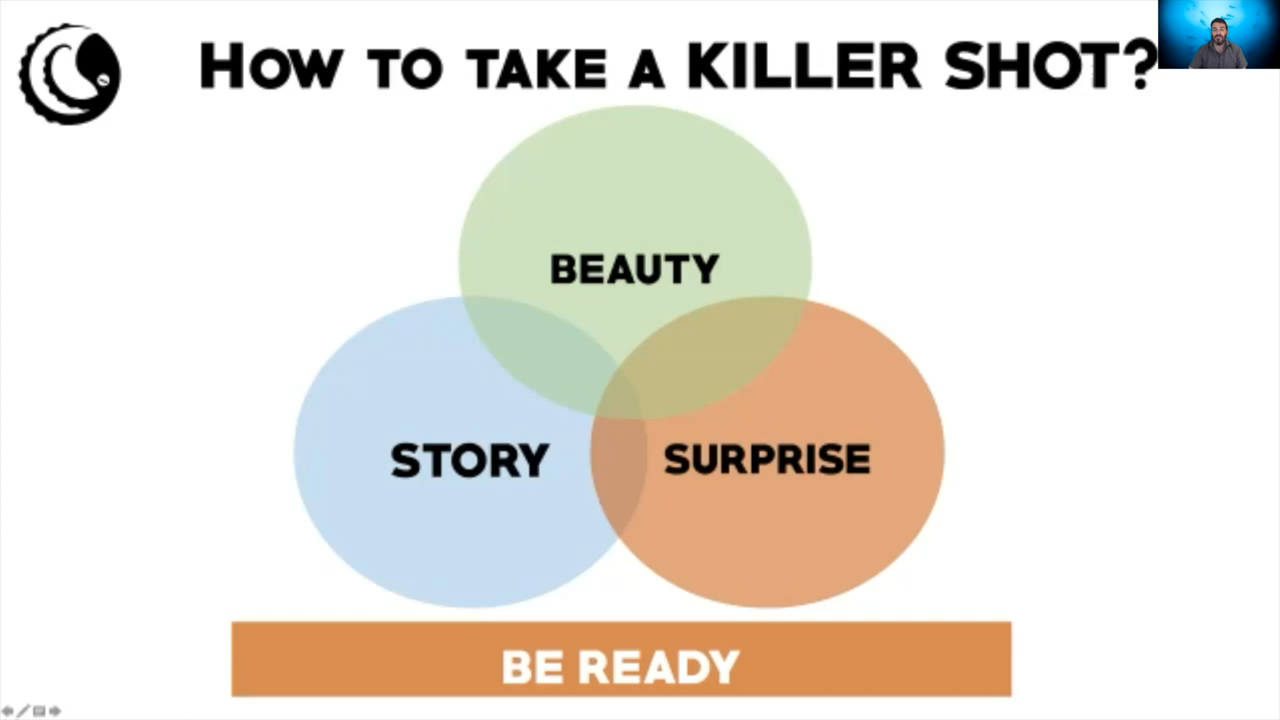 HOW TO TAKE A KILLER SHOT?
BEAUTY
STORY
SURPRISE
BE READY